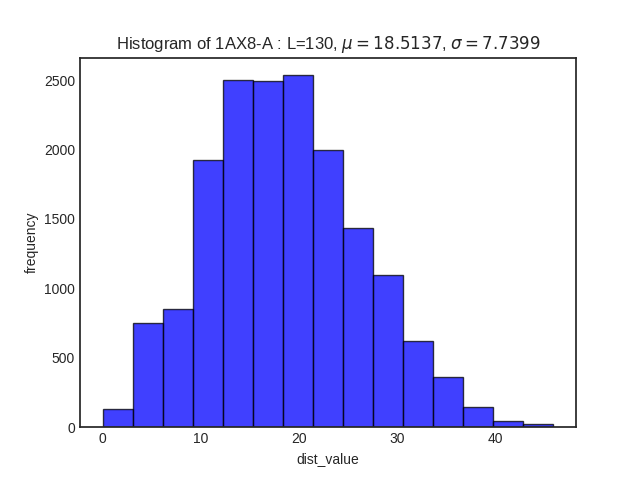 Histogram of 1AX8-A : L=130, μ = 18.5137, σ = 7.7399
2500
2000
1500
1000
500
0
frequency
0 10 20 30 40
dist_value